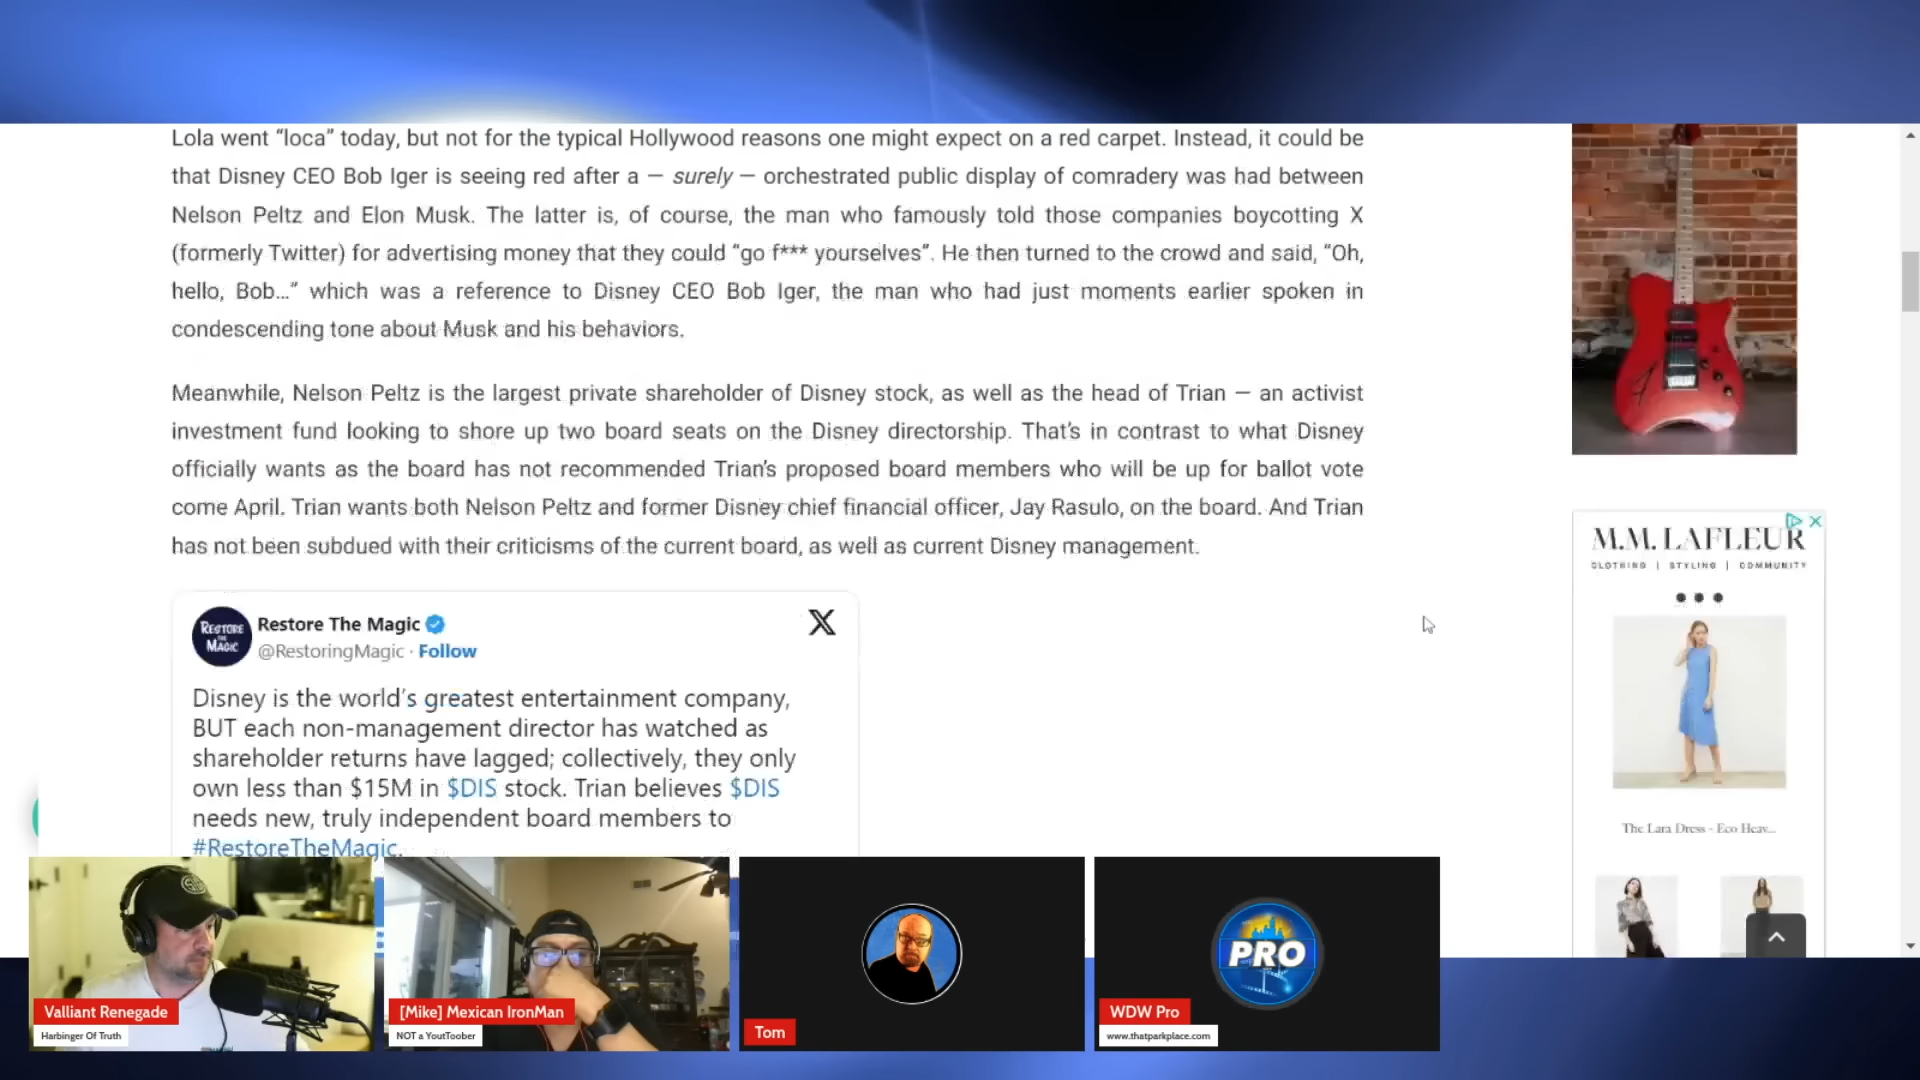 Lola went “loca” today, but not for the typical Hollywood reasons one might expect on a red carpet. Instead, it could be
that Disney CEO Bob Iger is seeing red after a — surely — orchestrated public display of comradery was had between
Nelson Peltz and Elon Musk. The latter is, of course, the man who famously told those companies boycotting X
(formerly Twitter) for advertising money that they could “go f*** yourselves”. He then turned to the crowd and said, “Oh,
hello, Bob...” which was a reference to Disney CEO Bob Iger, the man who had just moments earlier spoken in
condescending tone about Musk and his behaviors.
Meanwhile, Nelson Peltz is the largest private shareholder of Disney stock, as well as the head of Trian — an activist
investment fund looking to shore up two board seats on the Disney directorship. That’s in contrast to what Disney
officially wants as the board has not recommended Trian’s proposed board members who will be up for ballot vote
come April. Trian wants both Nelson Peltz and former Disney chief financial officer, Jay Rasulo, on the board. And Trian
has not been subdued with their criticisms of the current board, as well as current Disney management.
RESTORE THE MAGIC
Restore The Magic
@RestoringMagic · Follow
Disney is the world’s greatest entertainment company,
BUT each non-management director has watched as
shareholder returns have lagged; collectively, they only
own less than $15M in $DIS stock. Trian believes $DIS
needs new, truly independent board members to
#RestoreTheMagic.
M.M. LAFLEUR
CLOTHING | STYLING | COMMUNITY
The Lara Dress - Eco Heav...
Valliant Renegade
Harbinger Of Truth
[Mike] Mexican IronMan
NOT a YoutToober
Tom
PRO
WDW Pro
www.thatparkplace.com